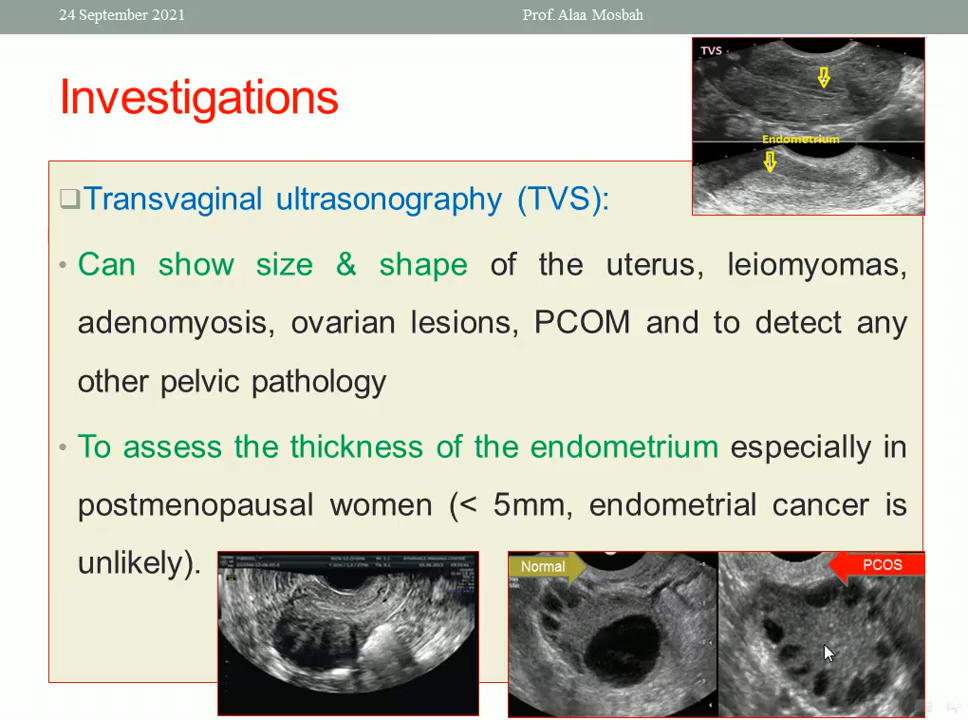 24 September 2021
Prof. Alaa Mosbah
TVS
Investigations
Endometrium
Transvaginal ultrasonography (TVS):
• Can show size & shape of the uterus, leiomyomas,
adenomyosis, ovarian lesions, PCOM and to detect any
other pelvic pathology
• To assess the thickness of the endometrium especially in
postmenopausal women (< 5mm, endometrial cancer is
unlikely).
Normal
PCOS